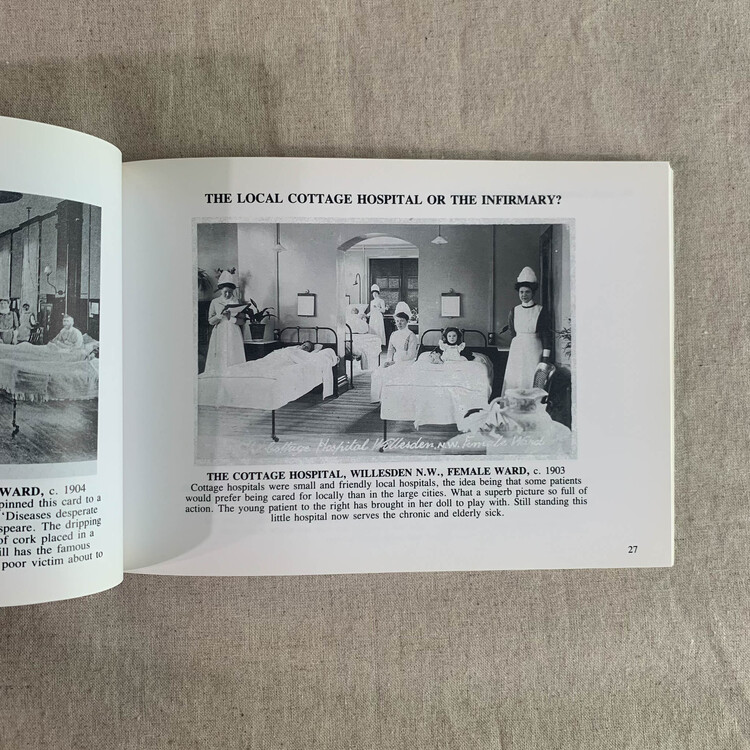 WARD, c. 1904
pinned this card to a
'Diseases desperate
speare. The dripping
of cork placed in a
ill has the famous
poor victim about to
THE LOCAL COTTAGE HOSPITAL OR THE INFIRMARY?
Cottage Hospital Willesden, N.W. Female Ward
THE COTTAGE HOSPITAL, WILLESDEN N.W., FEMALE WARD, c. 1903
Cottage hospitals were small and friendly local hospitals, the idea being that some patients
would prefer being cared for locally than in the large cities. What a superb picture so full of
action. The young patient to the right has brought in her doll to play with. Still standing this
little hospital now serves the chronic and elderly sick.
27